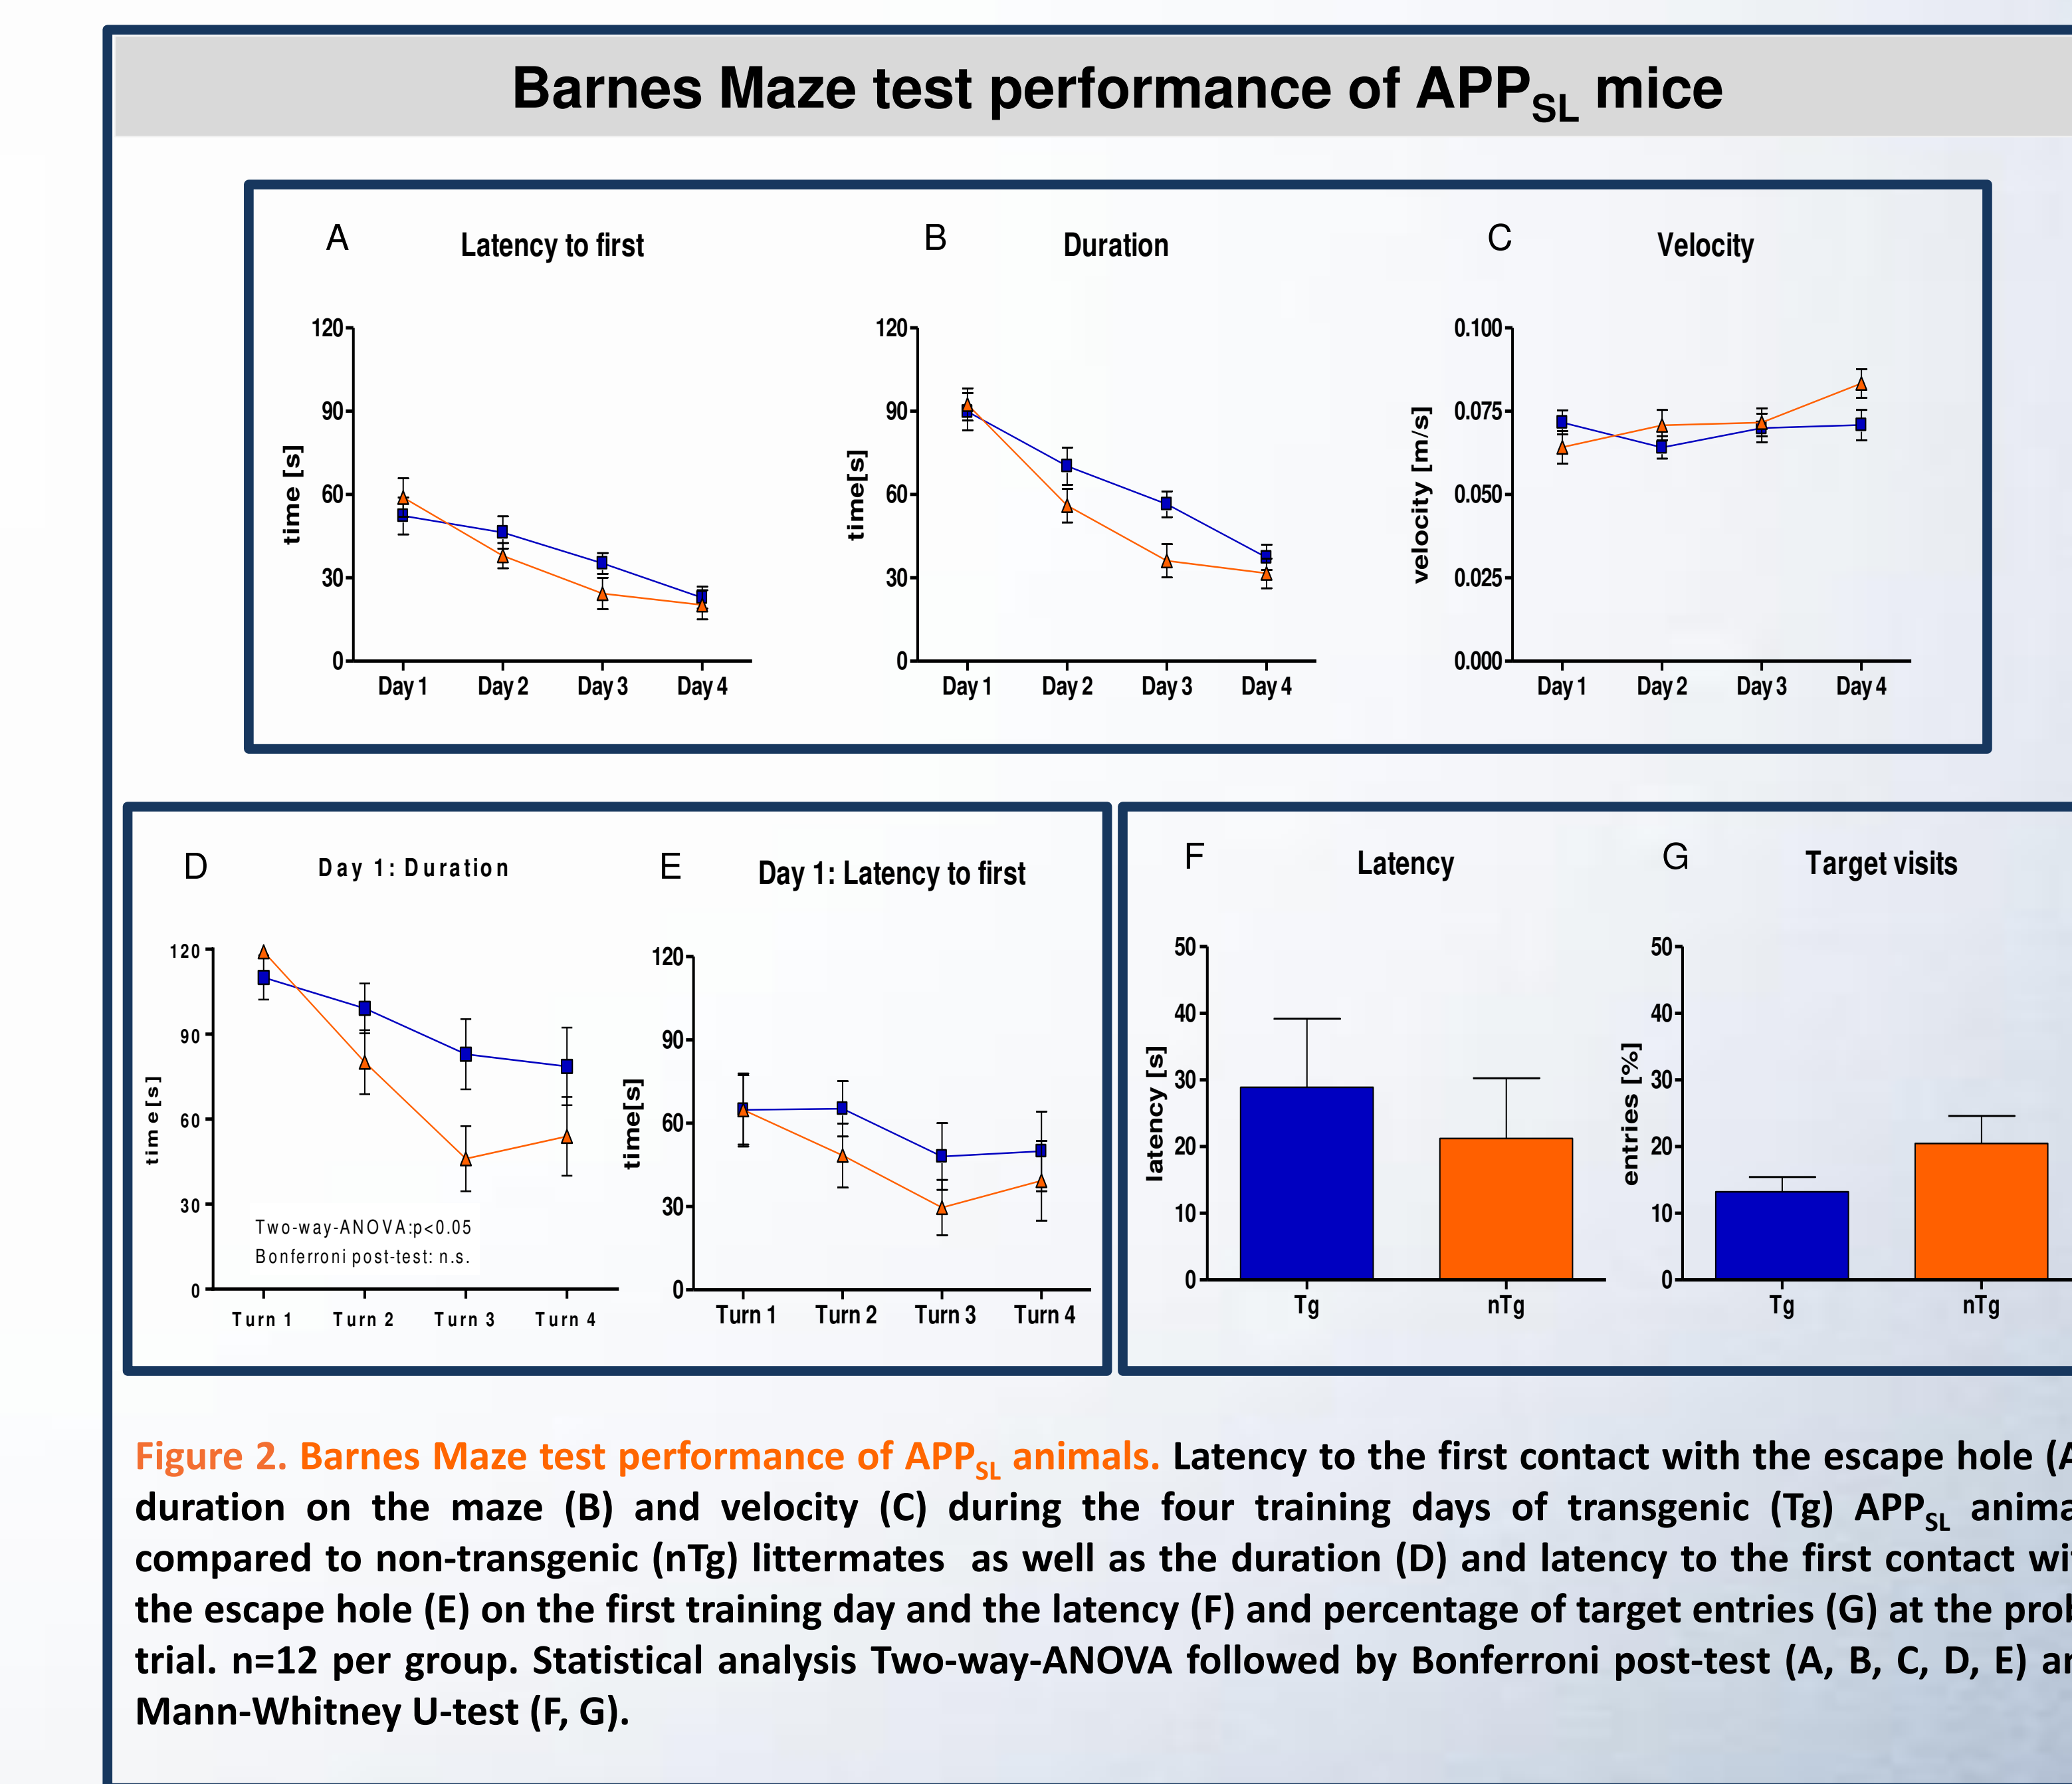 Barnes Maze test performance of APPSL mice
A
Latency to first
B
Duration
C
Velocity
time [s]
120
90
60
30
0
Day 1 Day 2 Day 3 Day 4
time[s]
120
90
60
30
0
Day 1 Day 2 Day 3 Day 4
velocity [m/s]
0.100
0.075
0.050
0.025
0.000
Day 1 Day 2 Day 3 Day 4
D
Day 1: Duration
E
Day 1: Latency to first
time[s]
120
90
60
30
0
Two-way-ANOVA:p<0.05
Bonferroni post-test: n.s.
Turn 1 Turn 2 Turn 3 Turn 4
time[s]
120
90
60
30
0
Turn 1 Turn 2 Turn 3 Turn 4
F
Latency
G
Target visits
latency [s]
50
40
30
20
10
0
Tg nTg
entries [%]
50
40
30
20
10
0
Tg nTg
Figure 2. Barnes Maze test performance of APPSL animals. Latency to the first contact with the escape hole
duration on the maze (B) and velocity (C) during the four training days of transgenic (Tg) APPSL
compared to non-transgenic (nTg) littermates as well as the duration (D) and latency to the first contact
the escape hole (E) on the first training day and the latency (F) and percentage of target entries (G) at the
trial. n=12 per group. Statistical analysis Two-way-ANOVA followed by Bonferroni post-test (A, B, C, D, E)
Mann-Whitney U-test (F, G).